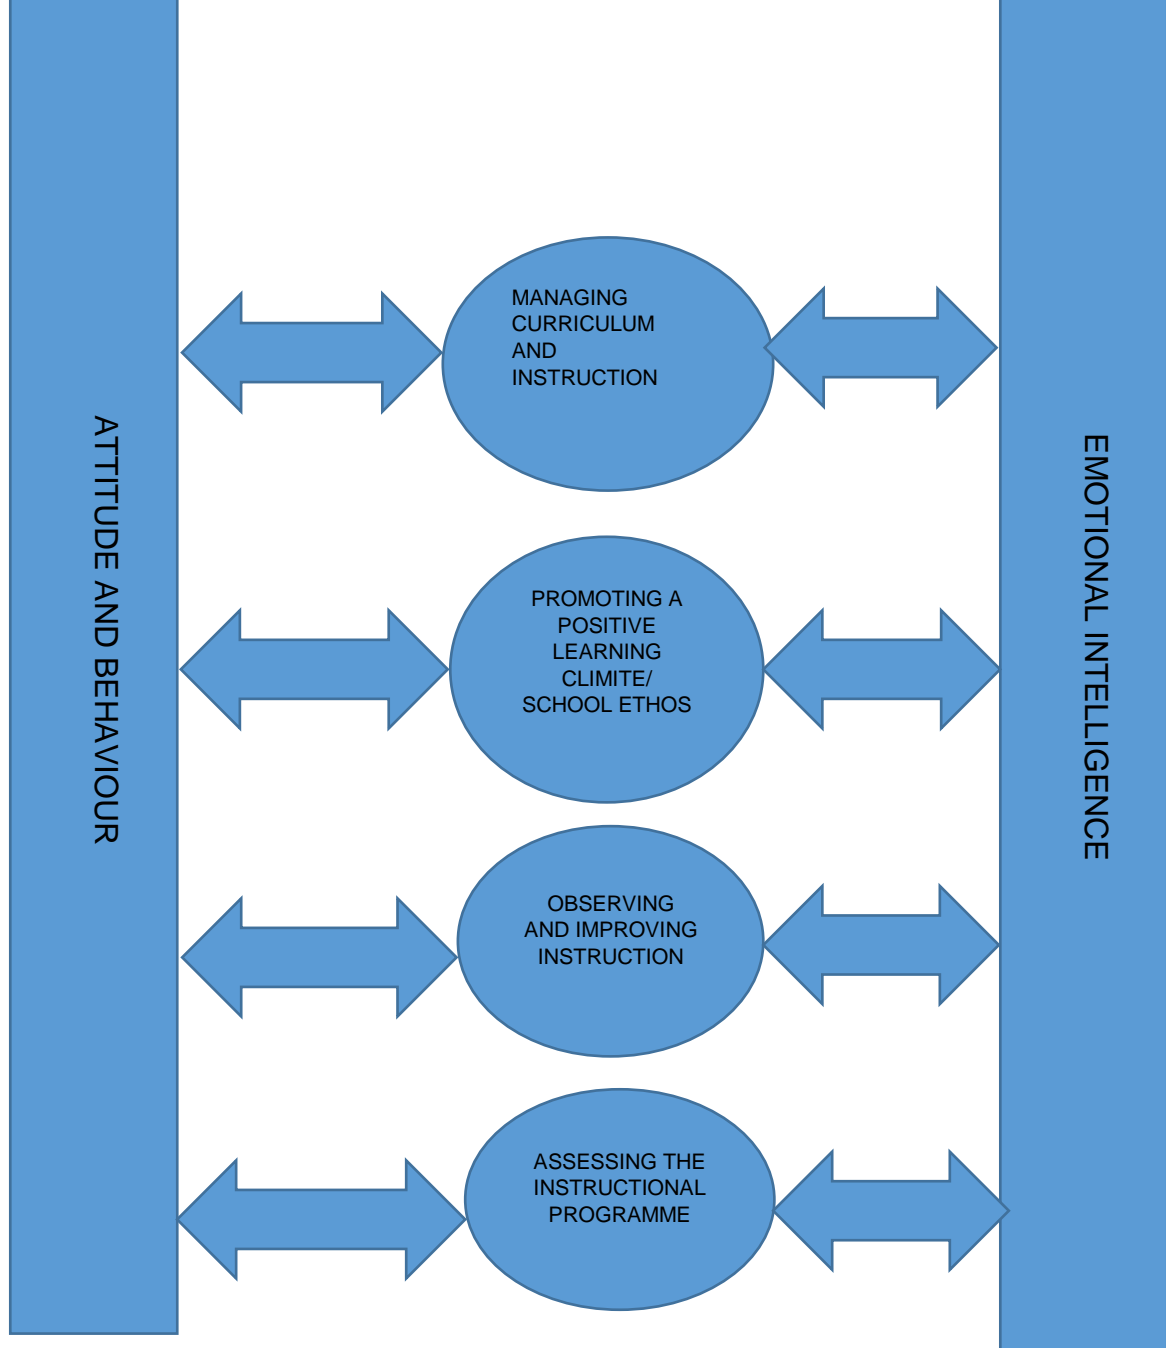 ATTITUDE AND BEHAVIOUR
MANAGING
CURRICULUM
AND
INSTRUCTION
PROMOTING A
POSITIVE
LEARNING
CLIMITE/
SCHOOL ETHOS
OBSERVING
AND IMPROVING
INSTRUCTION
ASSESSING THE
INSTRUCTIONAL
PROGRAMME
EMOTIONAL INTELLIGENCE